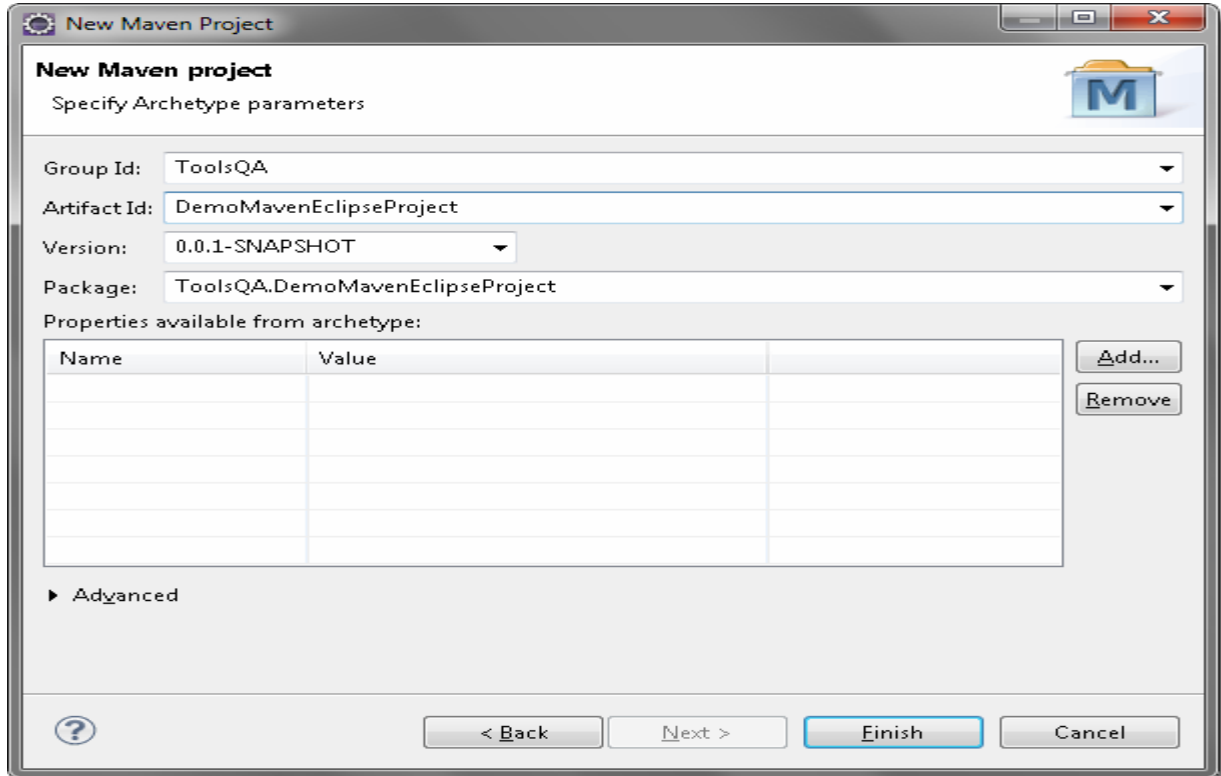 New Maven Project
New Maven project
Specify Archetype parameters
M
Group Id: ToolsQA
Artifact Id: DemoMavenEclipseProject
Version: 0.0.1-SNAPSHOT
Package: ToolsQA.DemoMavenEclipseProject
Properties available from archetype:
Name Value
Add...
Remove
Advanced
? < Back Next > Finish Cancel